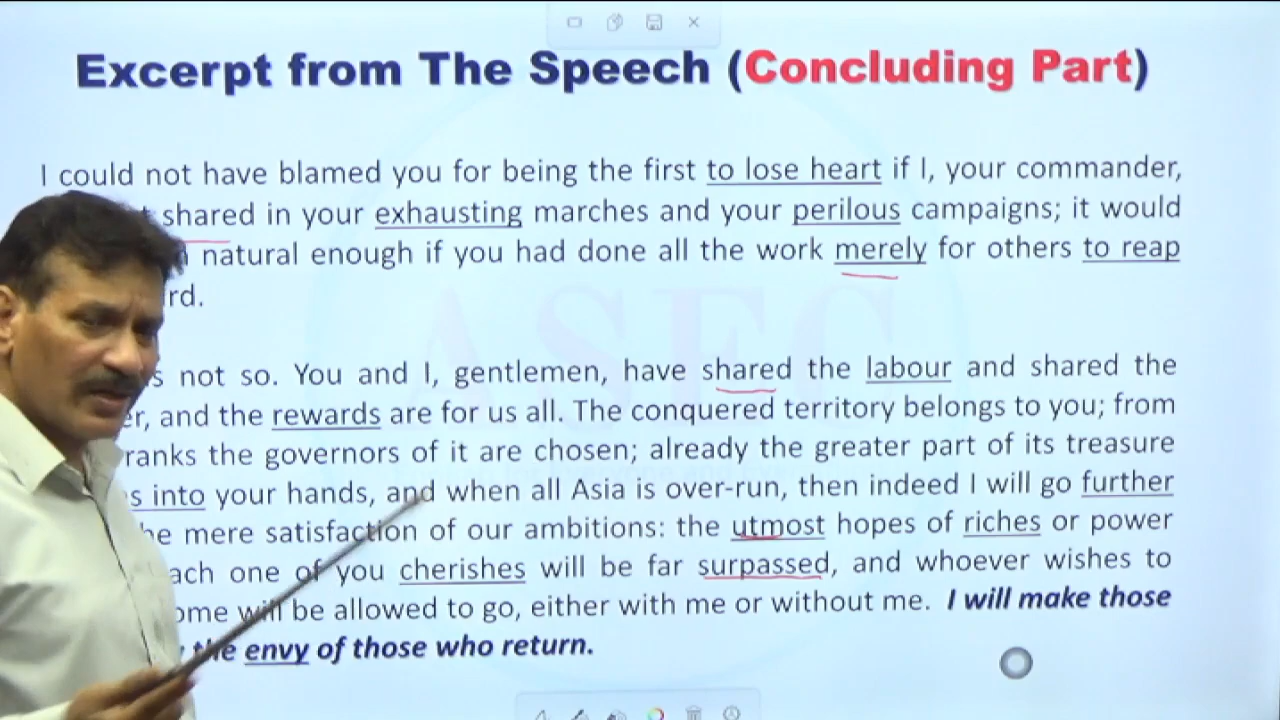 Excerpt from The Speech (Concluding Part)
I could not have blamed you for being the first to lose heart if I, your commander,
shared in your exhausting marches and your perilous campaigns; it would
natural enough if you had done all the work merely for others to reap
rd.
s not so. You and I, gentlemen, have shared the labour and shared the
er, and the rewards are for us all. The conquered territory belongs to you; from
ranks the governors of it are chosen; already the greater part of its treasure
s into your hands, and when all Asia is over-run, then indeed I will go further
he mere satisfaction of our ambitions: the utmost hopes of riches or power
ach one of you cherishes will be far surpassed, and whoever wishes to
ome will be allowed to go, either with me or without me. I will make those
the envy of those who return.
ASEC